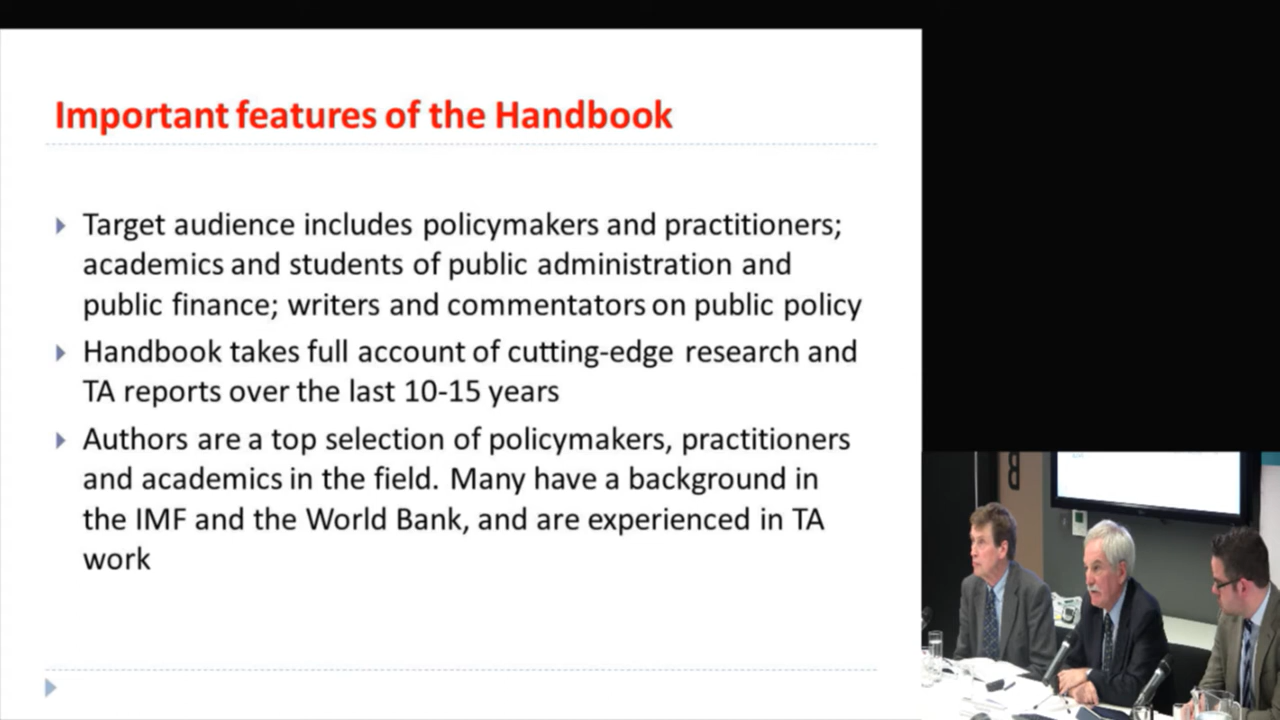 Important features of the Handbook
Target audience includes policymakers and practitioners;
academics and students of public administration and
public finance; writers and commentators on public policy
Handbook takes full account of cutting-edge research and
TA reports over the last 10-15 years
Authors are a top selection of policymakers, practitioners
and academics in the field. Many have a background in
the IMF and the World Bank, and are experienced in TA
work
B